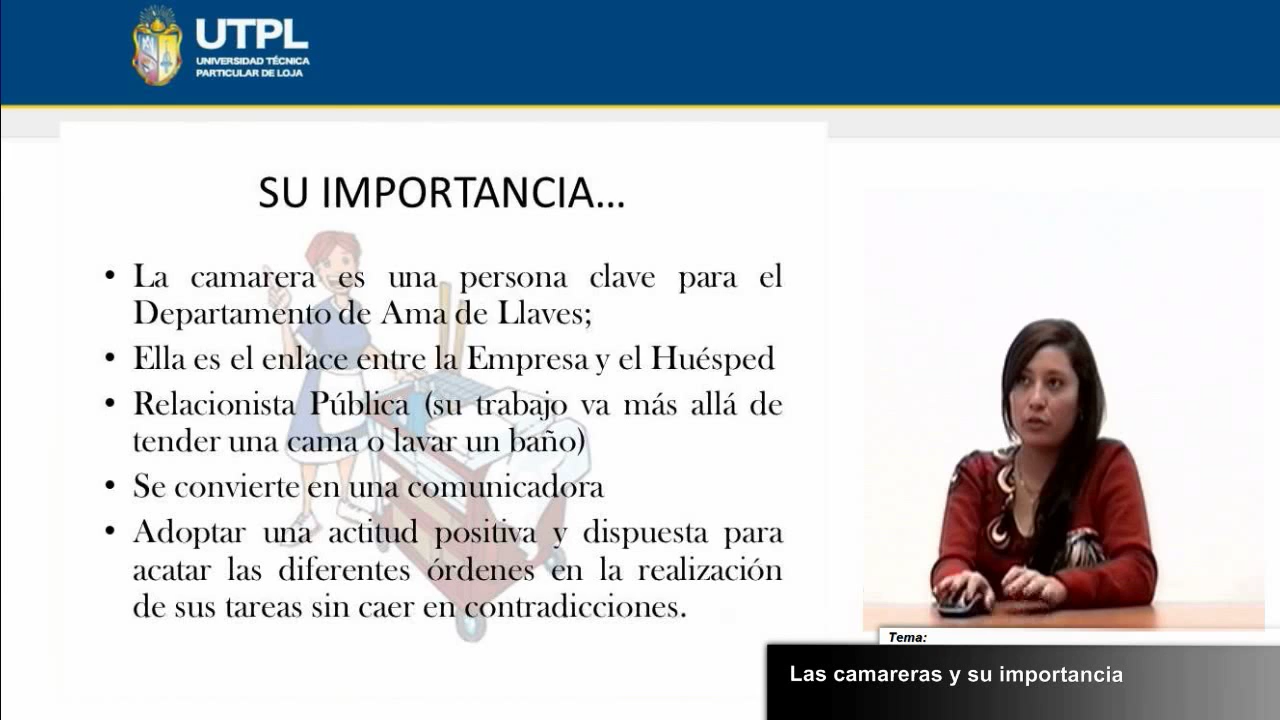 UTPL
UNIVERSIDAD TÉCNICA
PARTICULAR DE LOJA
SU IMPORTANCIA...
• La camarera es una persona clave para el
Departamento de Ama de Llaves;
• Ella es el enlace entre la Empresa y el Huésped
• Relacionista Pública (su trabajo va más allá de
tender una cama o lavar un baño)
• Se convierte en una comunicadora
• Adoptar una actitud positiva y dispuesta para
acatar las diferentes órdenes en la realización
de sus tareas sin caer en contradicciones.
Tema:
Las camareras y su importancia